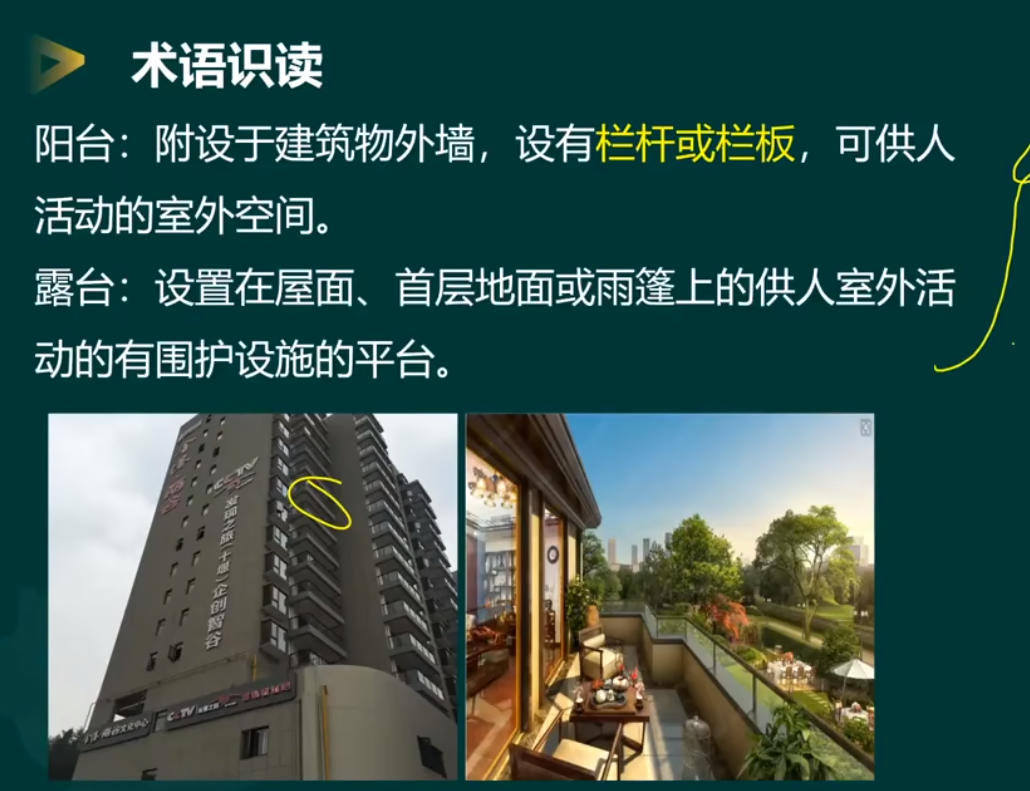 术语识读
阳台：附设于建筑物外墙，设有栏杆或栏板，可供人
活动的室外空间。
露台：设置在屋面、首层地面或雨篷上的供人室外活
动的有围护设施的平台。
CCTV
发现之旅(十堰)企创智谷
CCTV